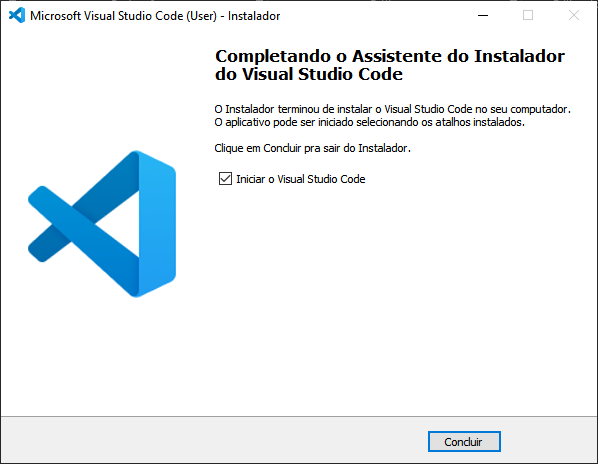 Microsoft Visual Studio Code (User) - Instalador
Completando o Assistente do Instalador
do Visual Studio Code
O Instalador terminou de instalar o Visual Studio Code no seu computador.
O aplicativo pode ser iniciado selecionando os atalhos instalados.
Clique em Concluir pra sair do Instalador.
Iniciar o Visual Studio Code
Concluir